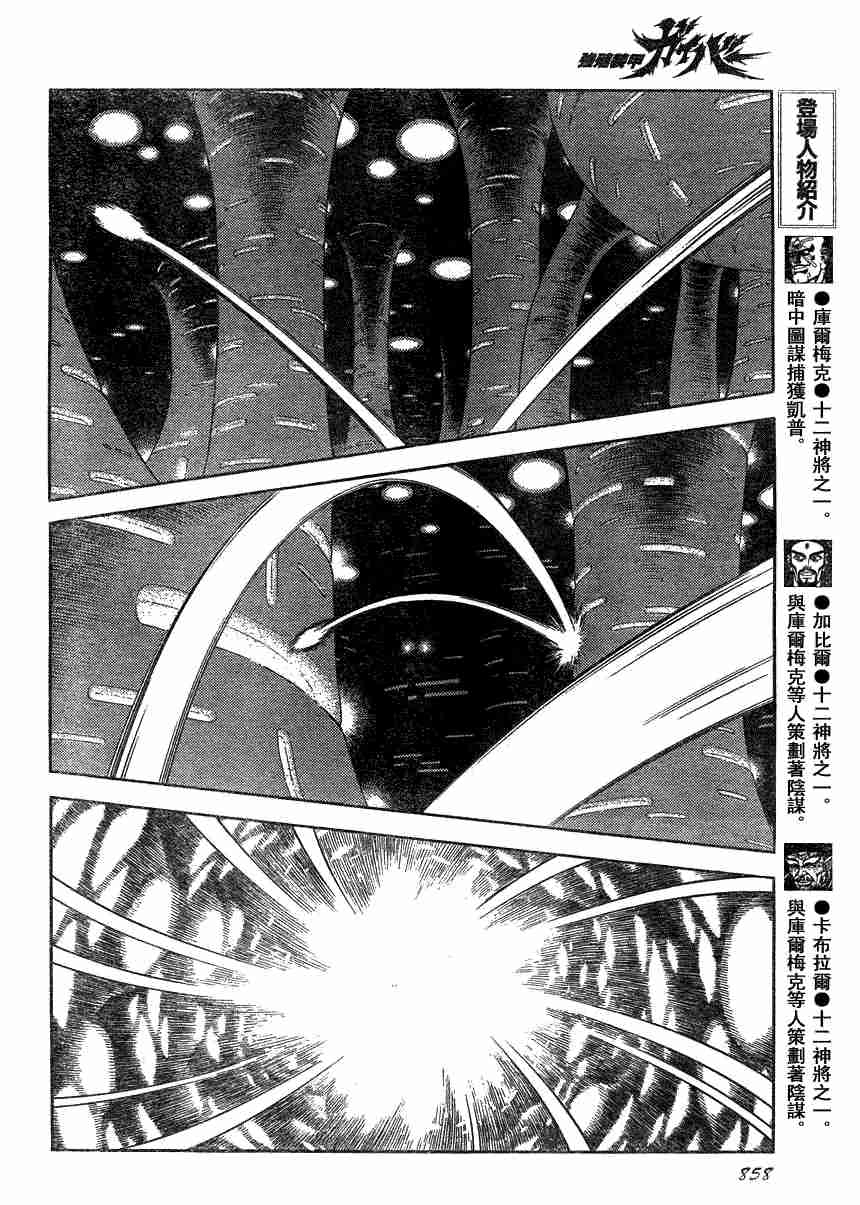 強殖装甲ガイバー
登場人物紹介
●庫爾梅克●十二神將之一。
暗中圖謀捕獲凱普。
●加比爾●十二神將之一。
與庫爾梅克等人策劃著陰謀。
●卡布拉爾●十二神將之一。
與庫爾梅克等人策劃著陰謀。
858